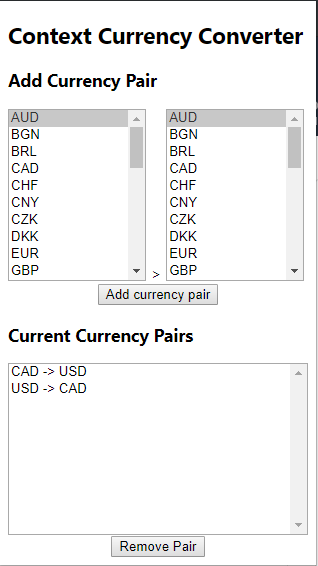 Context Currency Converter
Add Currency Pair
AUD
BGN
BRL
CAD
CHF
CNY
CZK
DKK
EUR
GBP
>
AUD
BGN
BRL
CAD
CHF
CNY
CZK
DKK
EUR
GBP
Add currency pair
Current Currency Pairs
CAD -> USD
USD -> CAD
Remove Pair